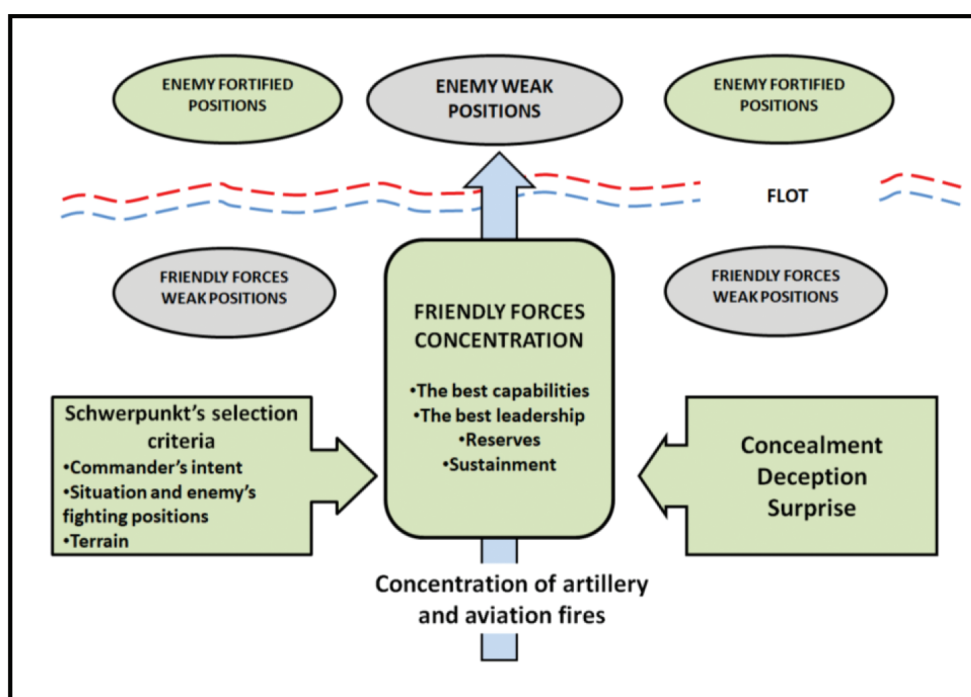 ENEMY FORTIFIED
POSITIONS
ENEMY WEAK
POSITIONS
ENEMY FORTIFIED
POSITIONS
FLOT
FRIENDLY FORCES
WEAK POSITIONS
FRIENDLY FORCES
WEAK POSITIONS
FRIENDLY FORCES
CONCENTRATION
•The best capabilities
•The best leadership
•Reserves
•Sustainment
Schwerpunkt's selection
criteria
•Commander's intent
•Situation and enemy's
fighting positions
•Terrain
Concealment
Deception
Surprise
Concentration of artillery
and aviation fires